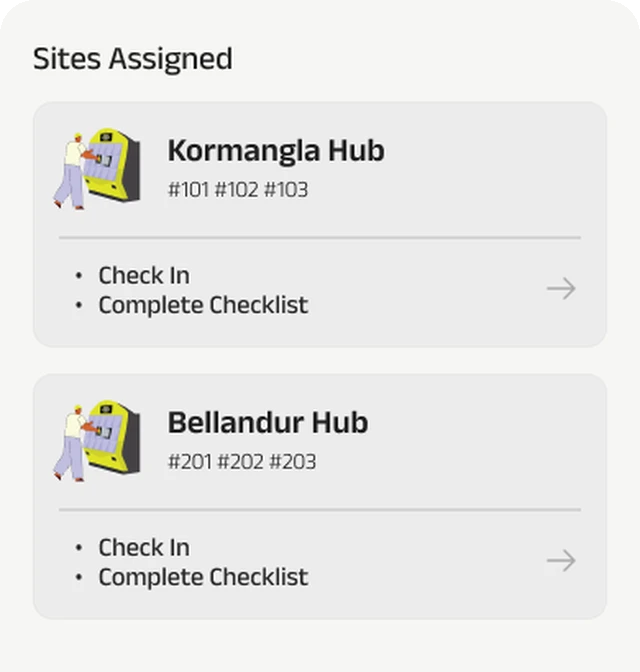 Sites Assigned
Kormangla Hub
#101 #102 #103
• Check In
• Complete Checklist
Bellandur Hub
#201 #202 #203
• Check In
• Complete Checklist